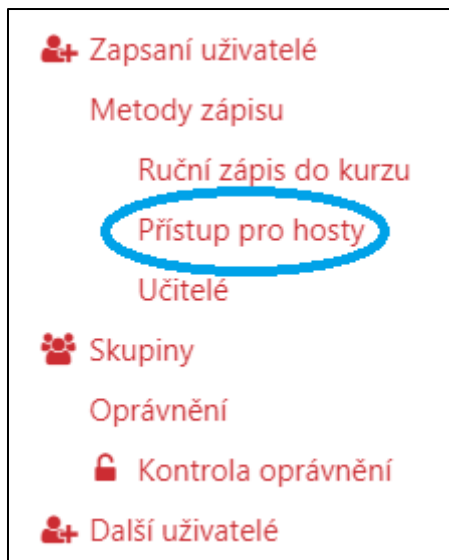 Zapsaní uživatelé
Metody zápisu
Ruční zápis do kurzu
Přístup pro hosty
Učitelé
Skupiny
Oprávnění
Kontrola oprávnění
Další uživatelé